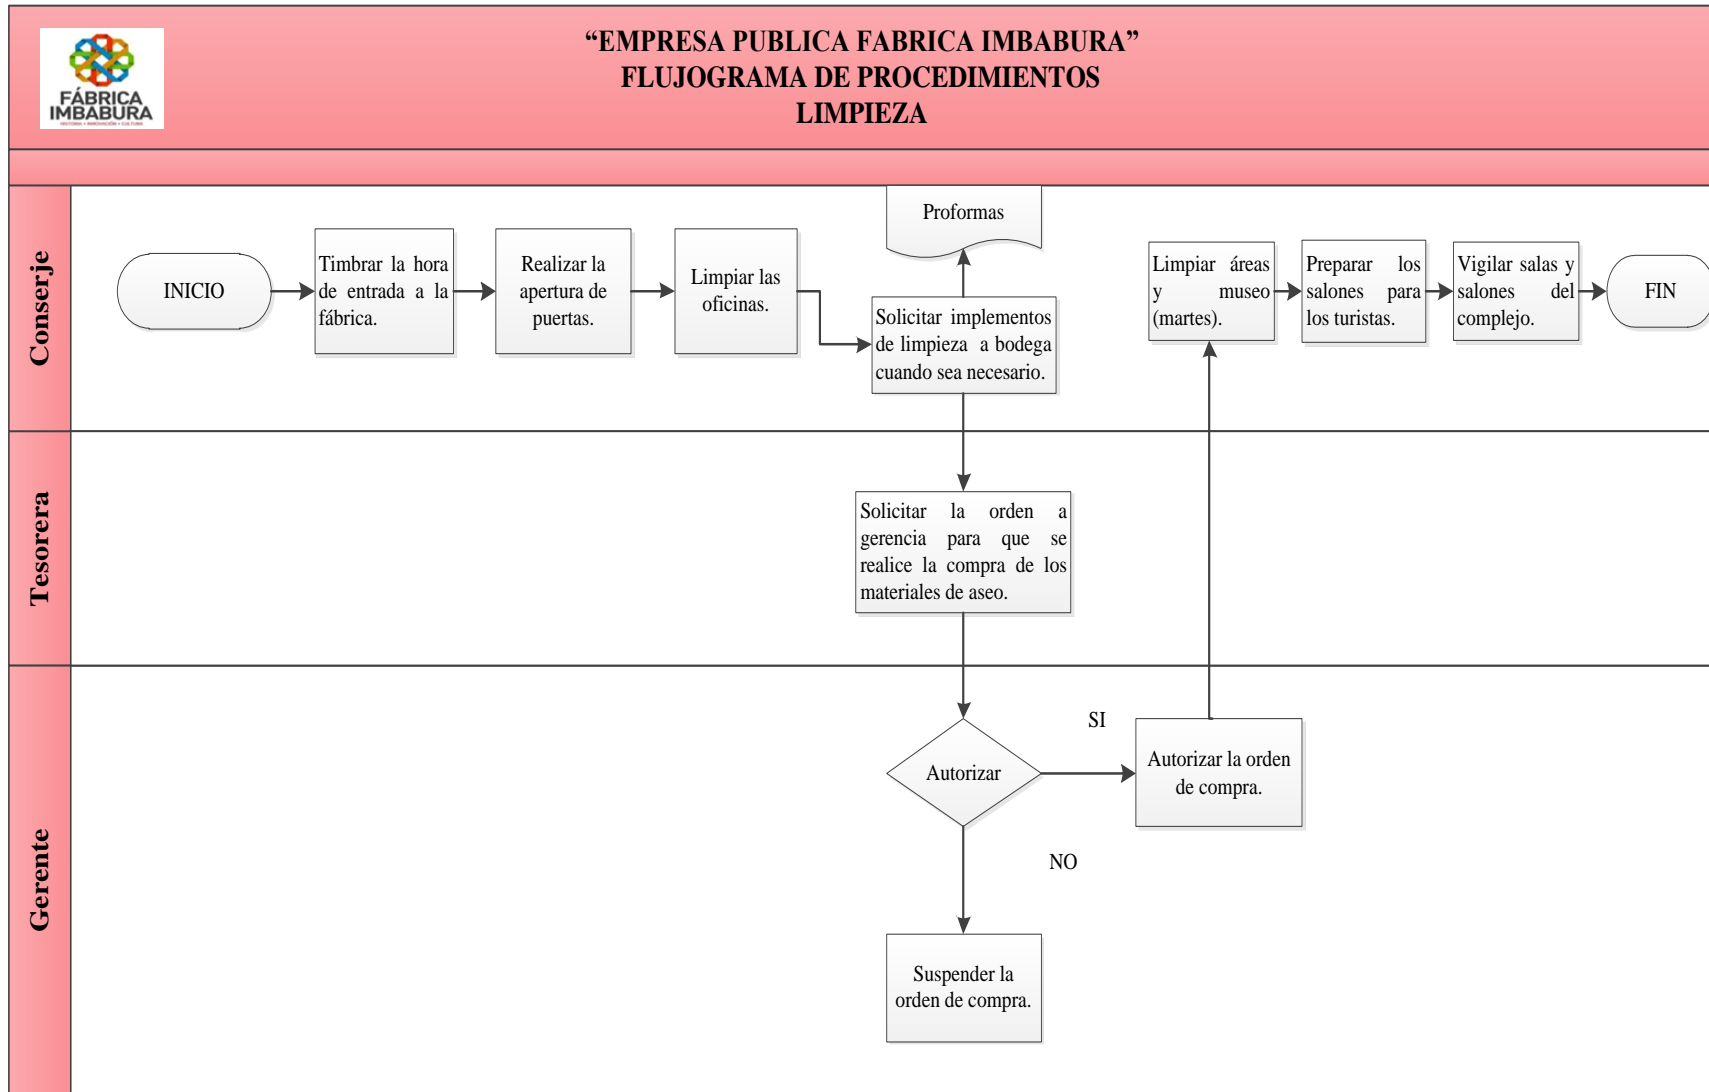 “EMPRESA PUBLICA FABRICA IMBABURA”
FLUJOGRAMA DE PROCEDIMIENTOS
LIMPIEZA
FÁBRICA
IMBABURA
HISTORIA + INNOVACIÓN + CULTURA
Conserje
INICIO
Timbrar la hora
de entrada a la
fábrica.
Realizar la
apertura de
puertas.
Limpiar las
oficinas.
Proformas
Solicitar implementos
de limpieza a bodega
cuando sea necesario.
Limpiar áreas
y museo
(martes).
Preparar los
salones para
los turistas.
Vigilar salas y
salones del
complejo.
FIN
Tesorera
Solicitar la orden a
gerencia para que se
realice la compra de los
materiales de aseo.
Gerente
Autorizar
SI
Autorizar la orden
de compra.
NO
Suspender la
orden de compra.